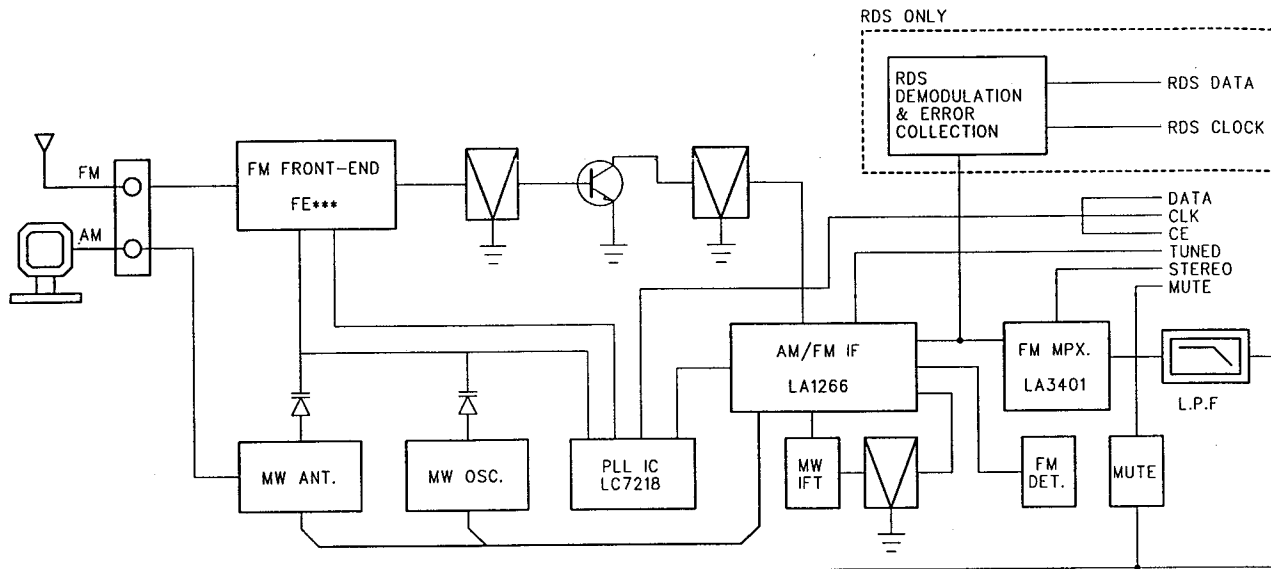 RDS ONLY
RDS
DEMODULATION
& ERROR
COLLECTION
RDS DATA
RDS CLOCK
FM
AM
FM FRONT-END
FE***
DATA
CLK
CE
TUNED
STEREO
MUTE
AM/FM IF
LA1266
FM MPX.
LA3401
L.P.F
MW ANT.
MW OSC.
PLL IC
LC7218
MW
IFT
FM
DET.
MUTE